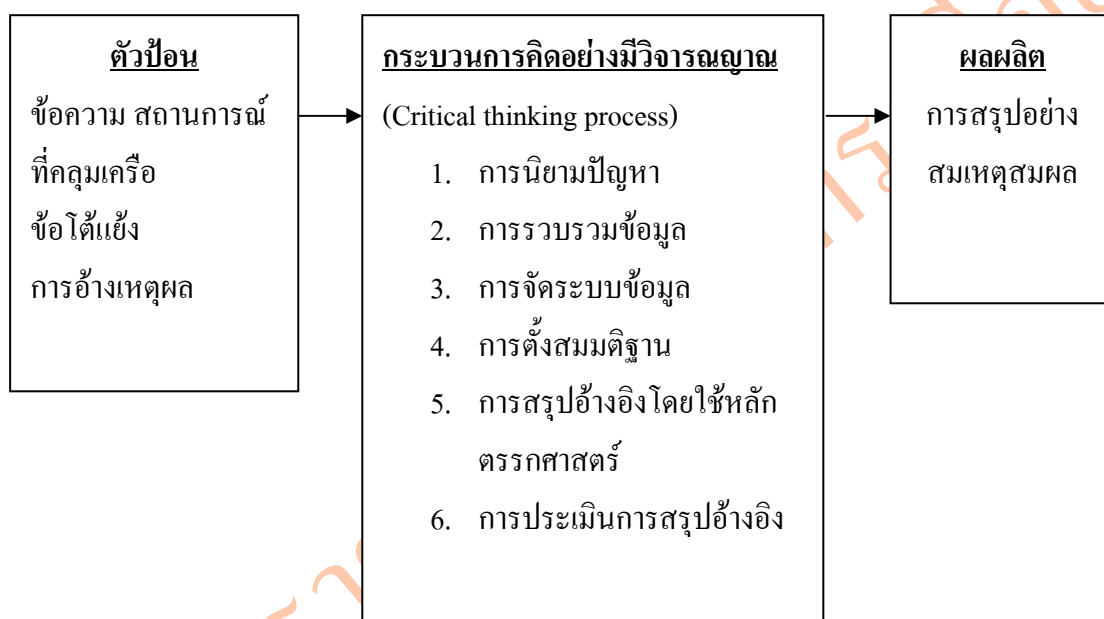 ตัวป้อน
ข้อความ สถานการณ์
ที่คลุมเครือ
ข้อโต้แย้ง
การอ้างเหตุผล
กระบวนการคิดอย่างมีวิจารณญาณ
(Critical thinking process)
1. การนิยามปัญหา
2. การรวบรวมข้อมูล
3. การจัดระบบข้อมูล
4. การตั้งสมมติฐาน
5. การสรุปอ้างอิงโดยใช้หลัก
ตรรกศาสตร์
6. การประเมินการสรุปอ้างอิง
ผลผลิต
การสรุปอย่าง
สมเหตุสมผล